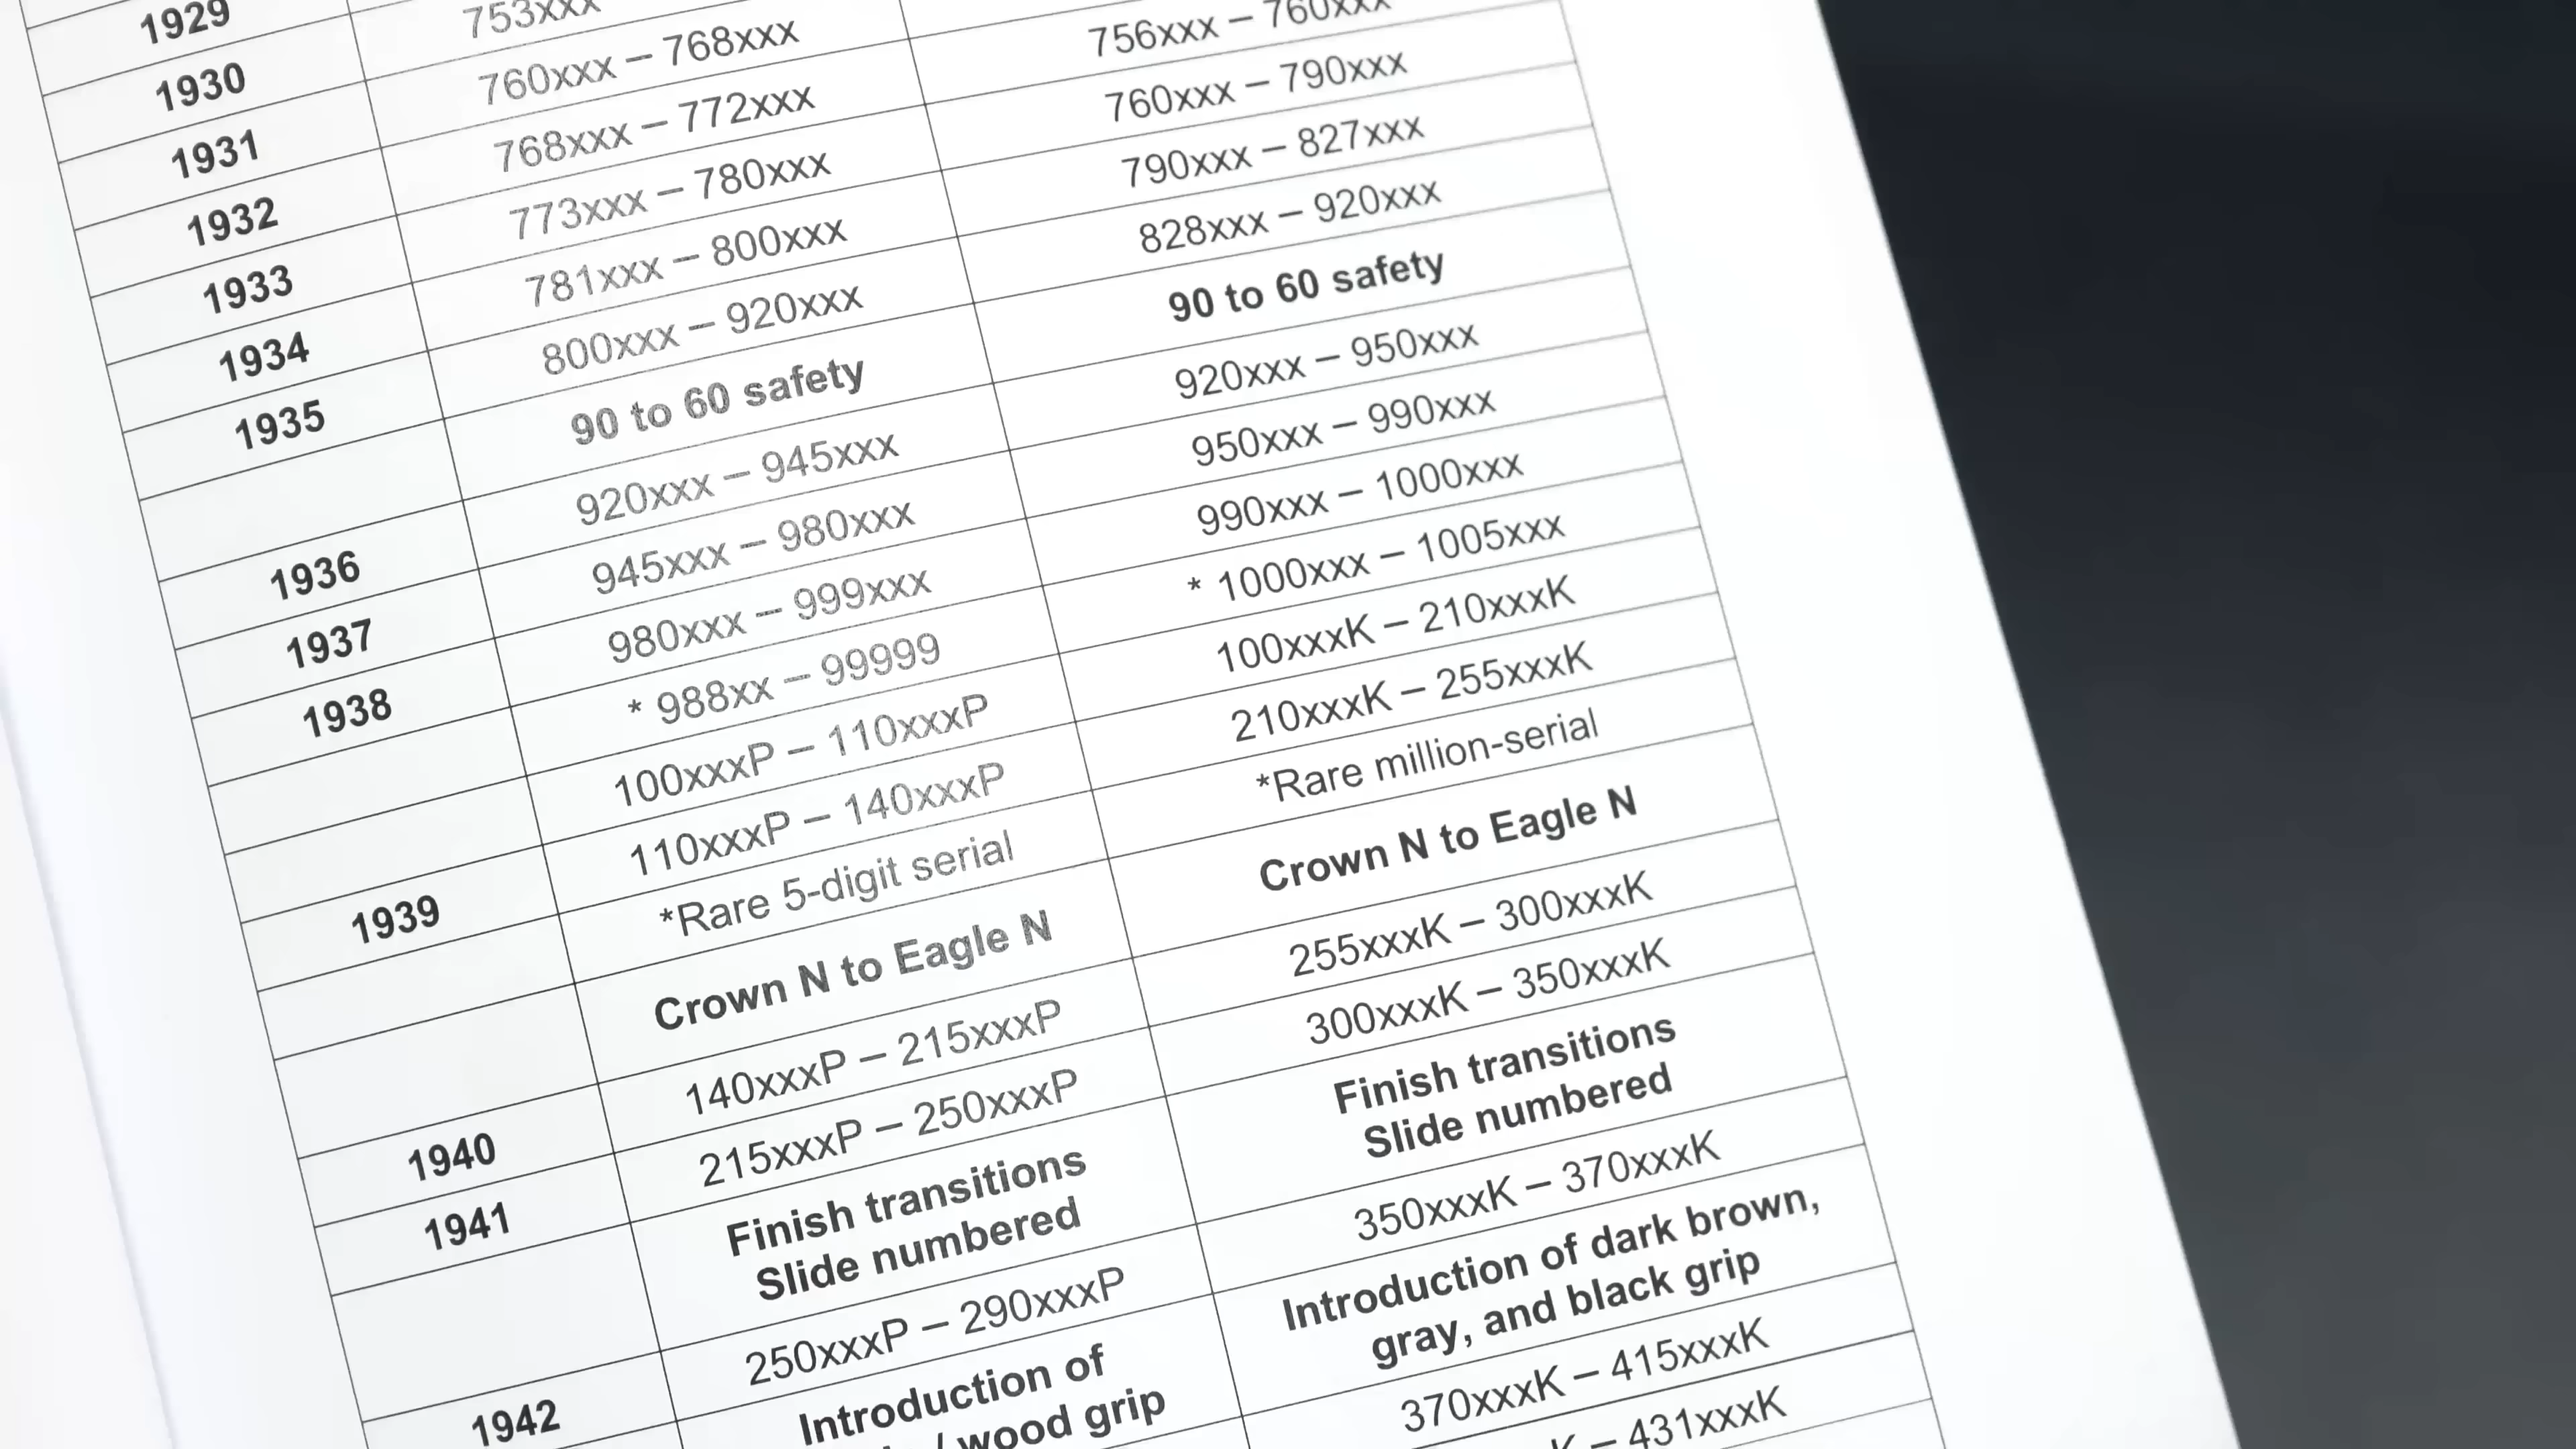 1929
1930 753xxx
1931 760xxx – 768xxx
1932 768xxx – 772xxx 756xxx – 760xxx
1933 773xxx – 780xxx 760xxx – 790xxx
1934 781xxx – 800xxx 790xxx – 827xxx
1935 800xxx – 920xxx 828xxx – 920xxx
90 to 60 safety 90 to 60 safety
1936 920xxx – 945xxx 920xxx – 950xxx
1937 945xxx – 980xxx 950xxx – 990xxx
1938 980xxx – 999xxx 990xxx – 1000xxx
* 988xx – 99999 * 1000xxx – 1005xxx
100xxxP – 110xxxP 100xxxK – 210xxxK
1939 110xxxP – 140xxxP 210xxxK – 255xxxK
*Rare 5-digit serial *Rare million-serial
Crown N to Eagle N Crown N to Eagle N
1940 140xxxP – 215xxxP 255xxxK – 300xxxK
1941 215xxxP – 250xxxP 300xxxK – 350xxxK
Finish transitions Finish transitions
Slide numbered Slide numbered
1942 250xxxP – 290xxxP 350xxxK – 370xxxK
Introduction of Introduction of dark brown,
wood grip gray, and black grip
370xxxK – 415xxxK
– 431xxxK